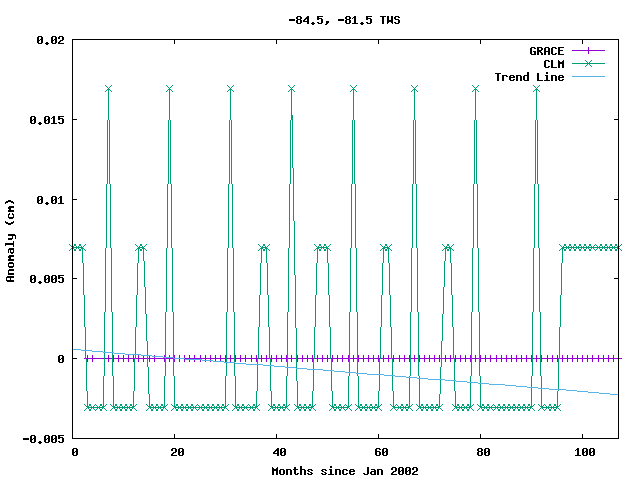 -84.5, -81.5 TWS
GRACE
CLM
Trend Line
0.02
0.015
0.01
0.005
0
-0.005
Anomaly (cm)
0 20 40 60 80 100
Months since Jan 2002